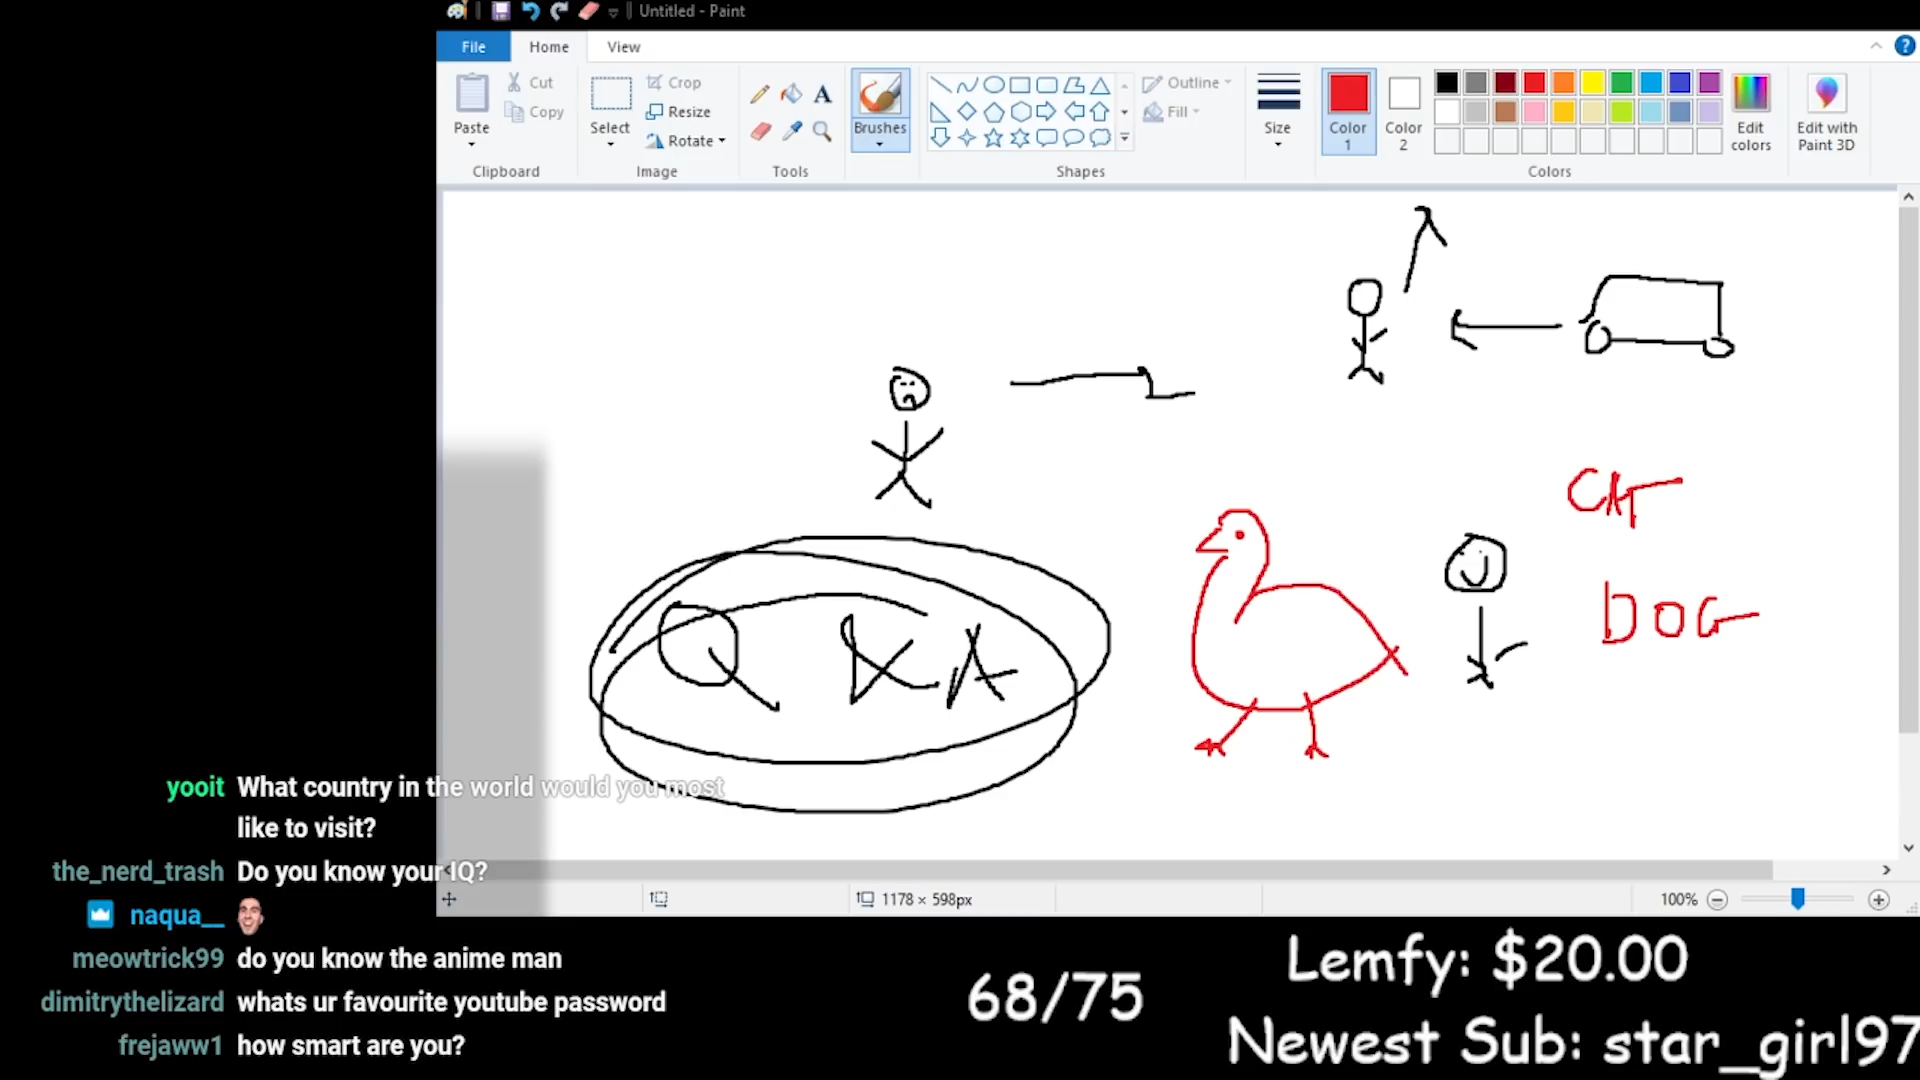 Untitled - Paint
File Home View
Paste
Cut
Copy
Clipboard
Select
Crop
Resize
Rotate
Image
A
Tools
Brushes
Shapes
Outline
Fill
Size
Color 1
Color 2
Colors
Edit colors
Edit with Paint 3D
?
CAT
DOG
Q & A
yooit What country in the world would you most
like to visit?
the_nerd_trash Do you know your IQ?
naqua__
meowtrick99 do you know the anime man
dimitrythelizard whats ur favourite youtube password
frejaww1 how smart are you?
1178 × 598px
100%
68/75
Lemfy: $20.00
Newest Sub: star_girl97